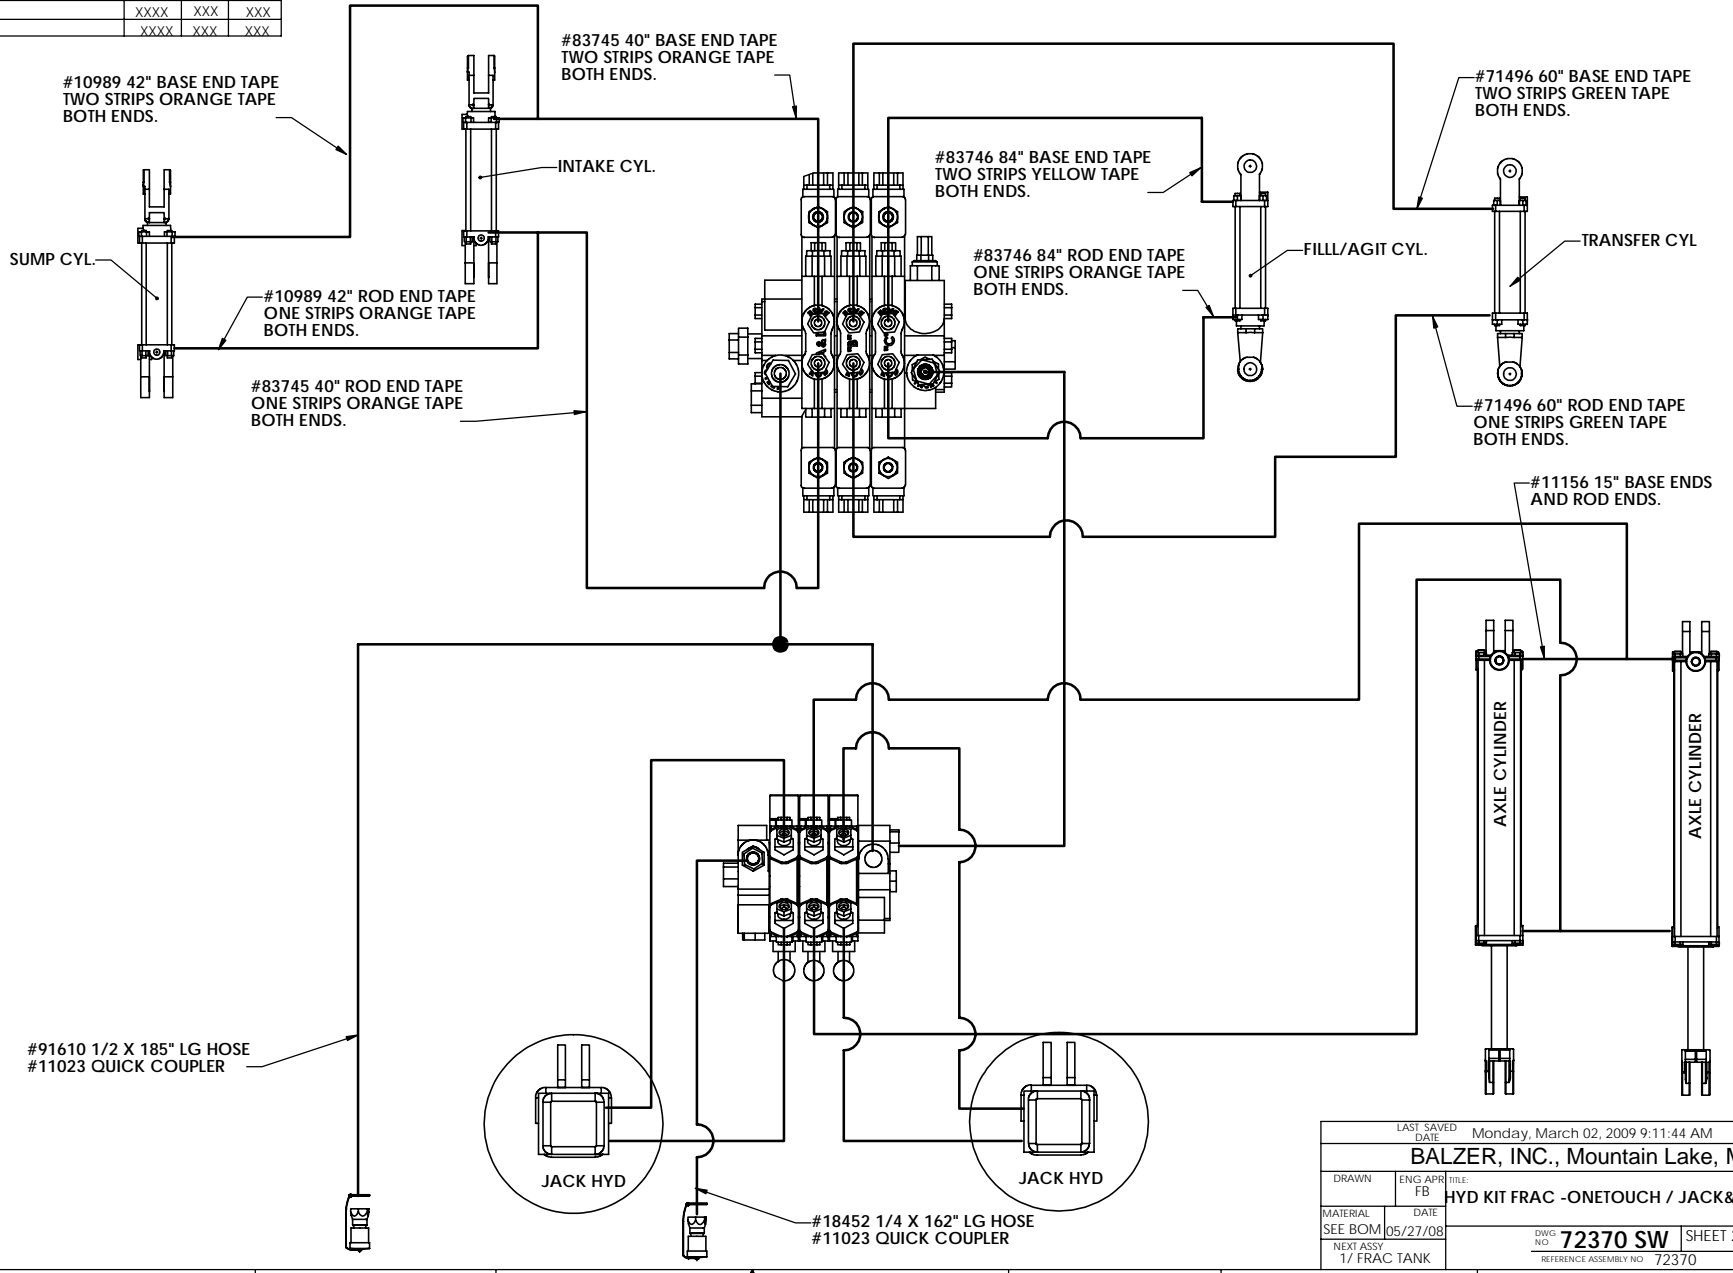 XXXX XXX XXX
XXXX XXX XXX
#10989 42" BASE END TAPE
TWO STRIPS ORANGE TAPE
BOTH ENDS.
#83745 40" BASE END TAPE
TWO STRIPS ORANGE TAPE
BOTH ENDS.
#71496 60" BASE END TAPE
TWO STRIPS GREEN TAPE
BOTH ENDS.
INTAKE CYL.
#83746 84" BASE END TAPE
TWO STRIPS YELLOW TAPE
BOTH ENDS.
SUMP CYL.
#83746 84" ROD END TAPE
ONE STRIPS ORANGE TAPE
BOTH ENDS.
FILLL/AGIT CYL.
TRANSFER CYL
#10989 42" ROD END TAPE
ONE STRIPS ORANGE TAPE
BOTH ENDS.
"B"
"C"
#83745 40" ROD END TAPE
ONE STRIPS ORANGE TAPE
BOTH ENDS.
#71496 60" ROD END TAPE
ONE STRIPS GREEN TAPE
BOTH ENDS.
#11156 15" BASE ENDS
AND ROD ENDS.
AXLE CYLINDER
AXLE CYLINDER
#91610 1/2 X 185" LG HOSE
#11023 QUICK COUPLER
JACK HYD
JACK HYD
#18452 1/4 X 162" LG HOSE
#11023 QUICK COUPLER
LAST SAVED DATE Monday, March 02, 2009 9:11:44 AM
BALZER, INC., Mountain Lake, M
DRAWN
ENG APR
FB
TITLE:
HYD KIT FRAC -ONETOUCH / JACK&
MATERIAL
SEE BOM
DATE
05/27/08
NEXT ASSY
1/ FRAC TANK
DWG NO 72370 SW SHEET
REFERENCE ASSEMBLY NO 72370